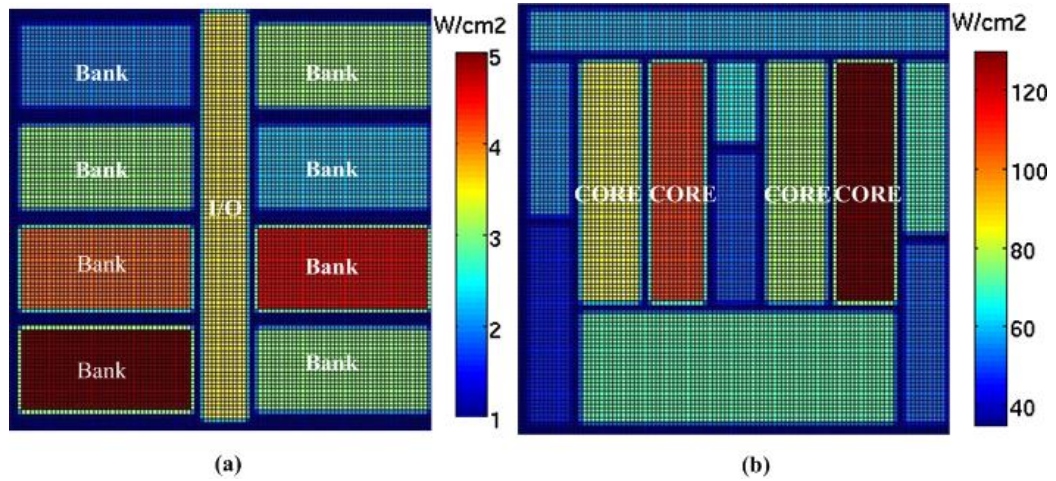 W/cm2
5
4
3
2
1
Bank
Bank
Bank
Bank
I/O
Bank
Bank
Bank
Bank
(a)
W/cm2
120
100
80
60
40
CORE
CORE
CORE
CORE
(b)